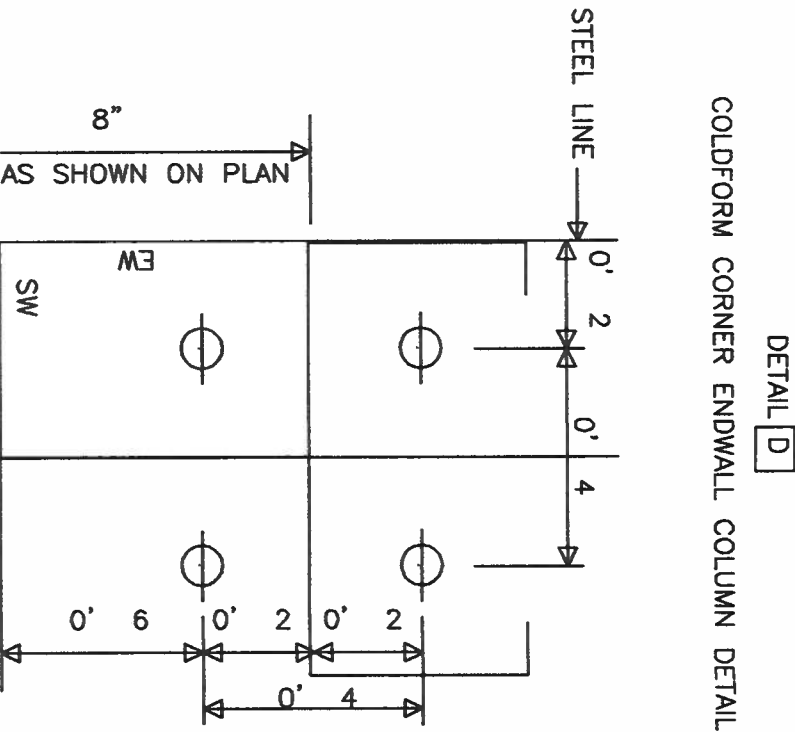 DETAIL D
COLDFORM CORNER ENDWALL COLUMN DETAIL
STEEL LINE
8"
AS SHOWN ON PLAN
0' 2
0' 4
EW
SW
0' 6
0' 2
0' 2
0' 4